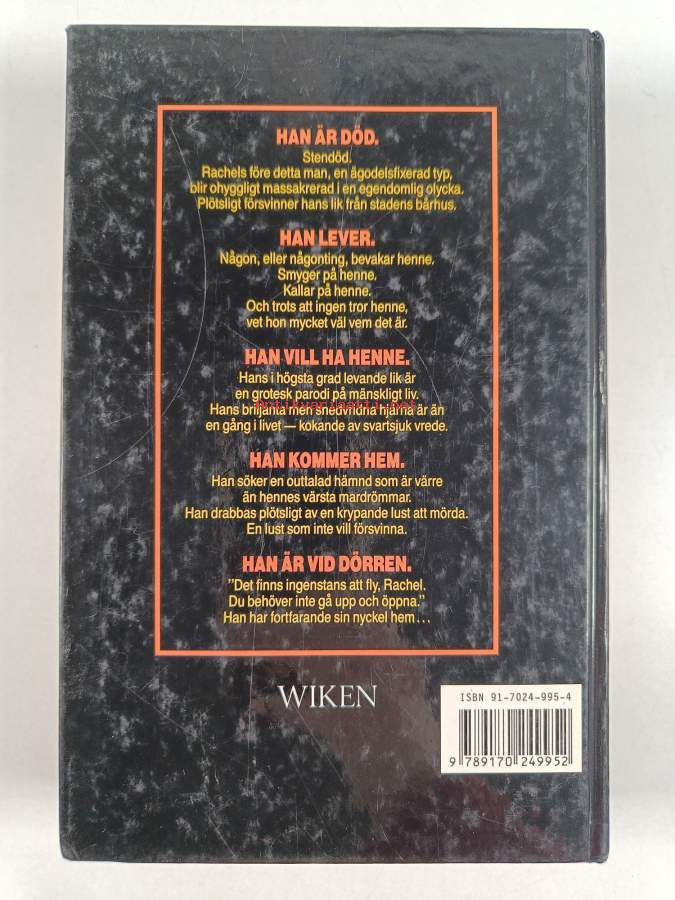 HAN ÄR DÖD.
Stendöd.
Rachels före detta man, en ägodelsfixerad typ,
blir ohyggligt massakrerad i en egendomlig olycka.
Plötsligt försvinner hans lik från stadens bårhus.
HAN LEVER.
Någon, eller någonting, bevakar henne.
Smyger på henne.
Kallar på henne.
Och trots att ingen tror henne,
vet hon mycket väl vem det är.
HAN VILL HA HENNE.
Hans i högsta grad levande lik är
en grotesk parodi på mänskligt liv.
antikvariaatti.net
Hans briljanta men snedvridna hjärna är än
en gång i livet — kokande av svartsjuk vrede.
HAN KOMMER HEM.
Han söker en outtalad hämnd som är värre
än hennes värsta mardrömmar.
Han drabbas plötsligt av en krypande lust att mörda.
En lust som inte vill försvinna.
HAN ÄR VID DÖRREN.
”Det finns ingenstans att fly, Rachel.
Du behöver inte gå upp och öppna.”
Han har fortfarande sin nyckel hem...
WIKEN
ISBN 91-7024-995-4
9 789170 249952